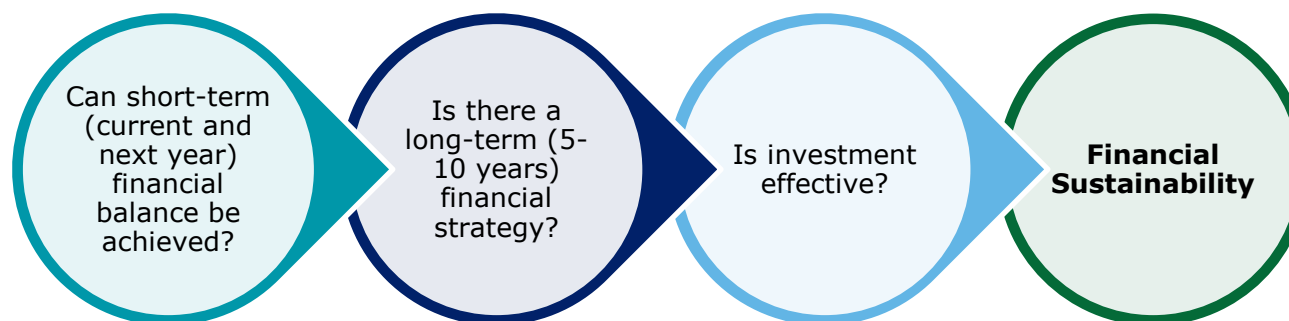 Can short-term
(current and
next year)
financial
balance be
achieved?
Is there a
long-term (5-
10 years)
financial
strategy?
Is investment
effective?
Financial
Sustainability